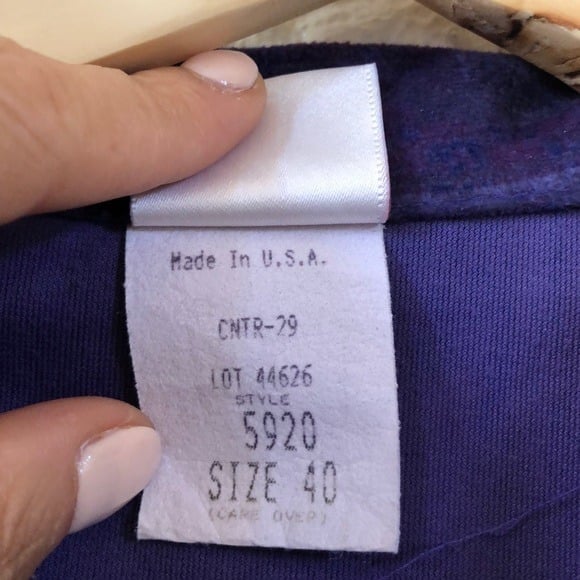 Made In U.S.A.
CNTR-29
LOT 44626
STYLE
5920
SIZE 40
(CARE OVER)